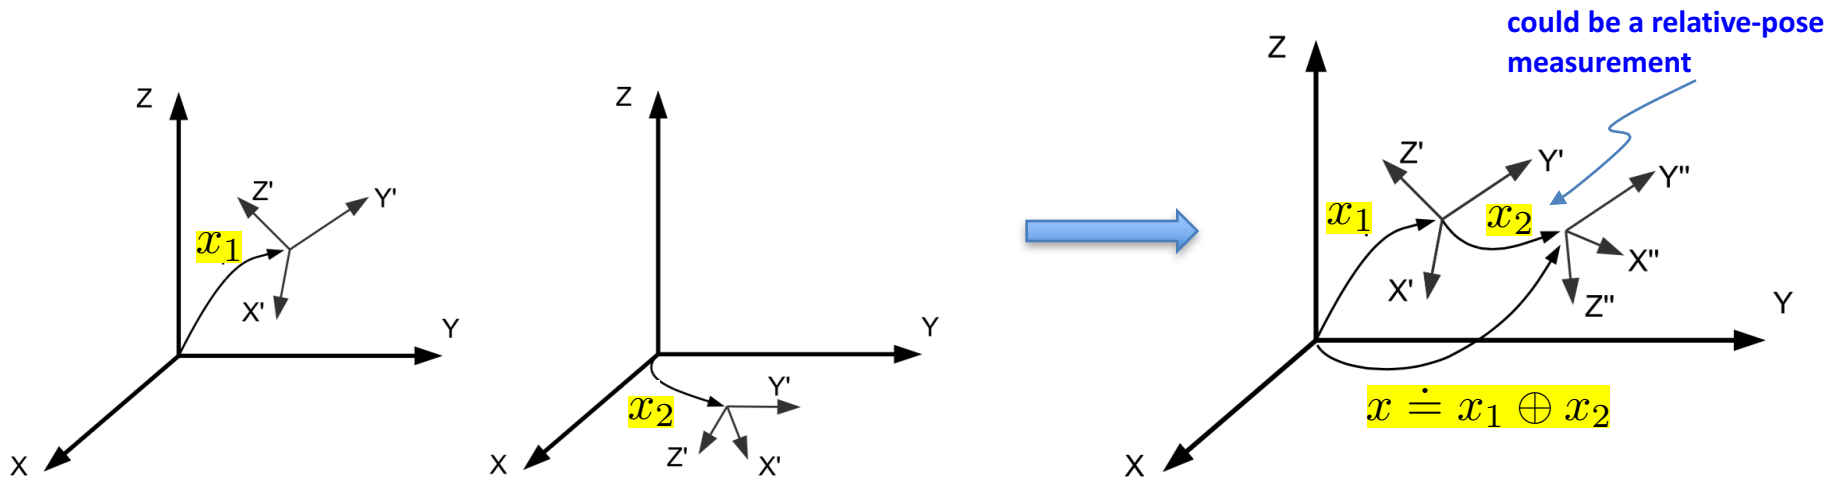 could be a relative-pose
measurement
Z
Z'
Y'
x₁
X'
Y
X
Z
Y
Y'
x₂
Z'
X'
X
Z
Z'
Y'
Y"
x₁
x₂
X"
X'
Z"
Y
x ≐ x₁ ⊕ x₂
X